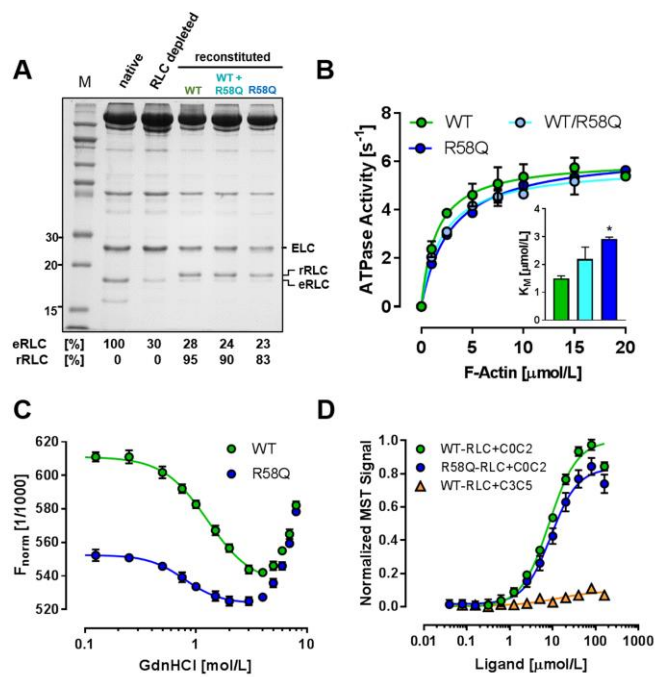 A
M
native
RLC depleted
reconstituted
WT
WT +
R58Q
R58Q
30
20
15
ELC
rRLC
eRLC
eRLC [%] 100 30 28 24 23
rRLC [%] 0 0 95 90 83
B
WT
WT/R58Q
R58Q
ATPase Activity [s-1]
8
6
4
2
0
0 5 10 15 20
F-Actin [μmol/L]
KM [μmol/L]
4
3
2
1
0
*
C
WT
R58Q
Fnorm [1/1000]
620
600
580
560
540
520
0.1 1 10
GdnHCl [mol/L]
D
WT-RLC+C0C2
R58Q-RLC+C0C2
WT-RLC+C3C5
Normalized MST Signal
1.0
0.8
0.6
0.4
0.2
0.0
0.01 0.1 1 10 100 1000
Ligand [μmol/L]